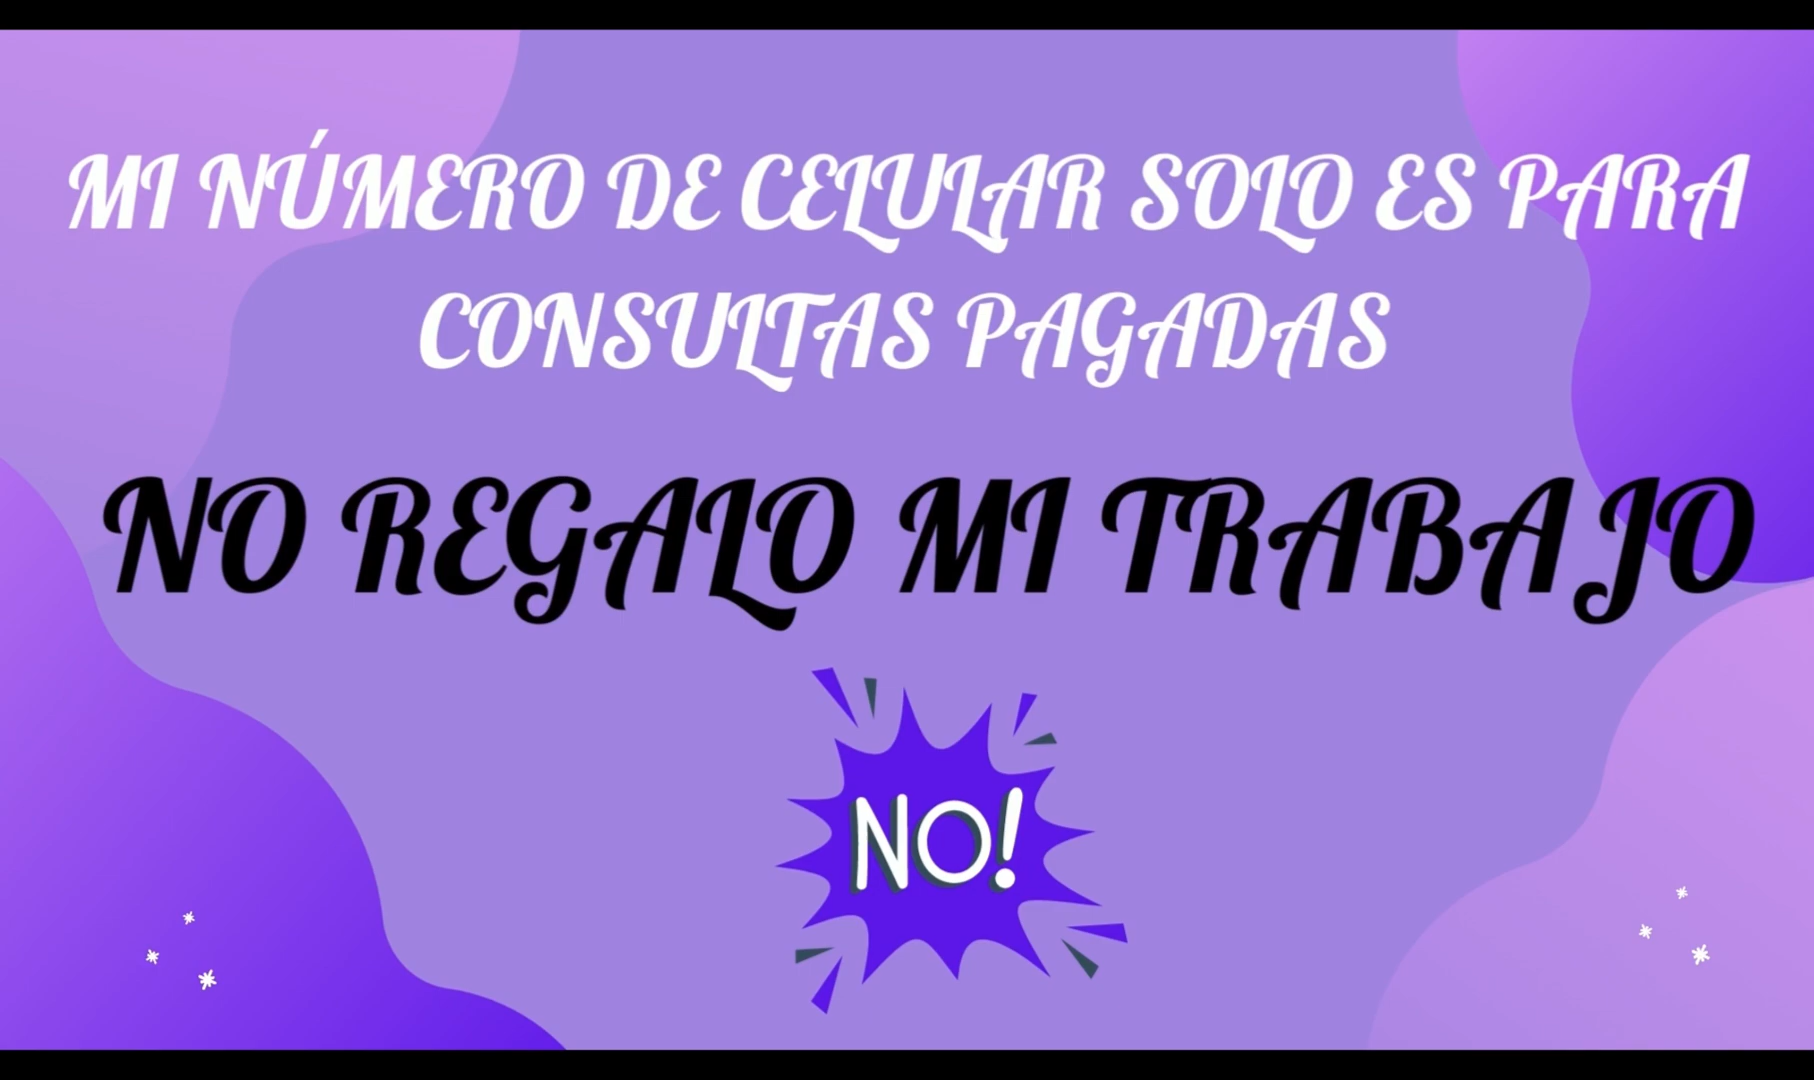 MI NÚMERO DE CELULAR SOLO ES PARA
CONSULTAS PAGADAS
NO REGALO MI TRABAJO
NO!